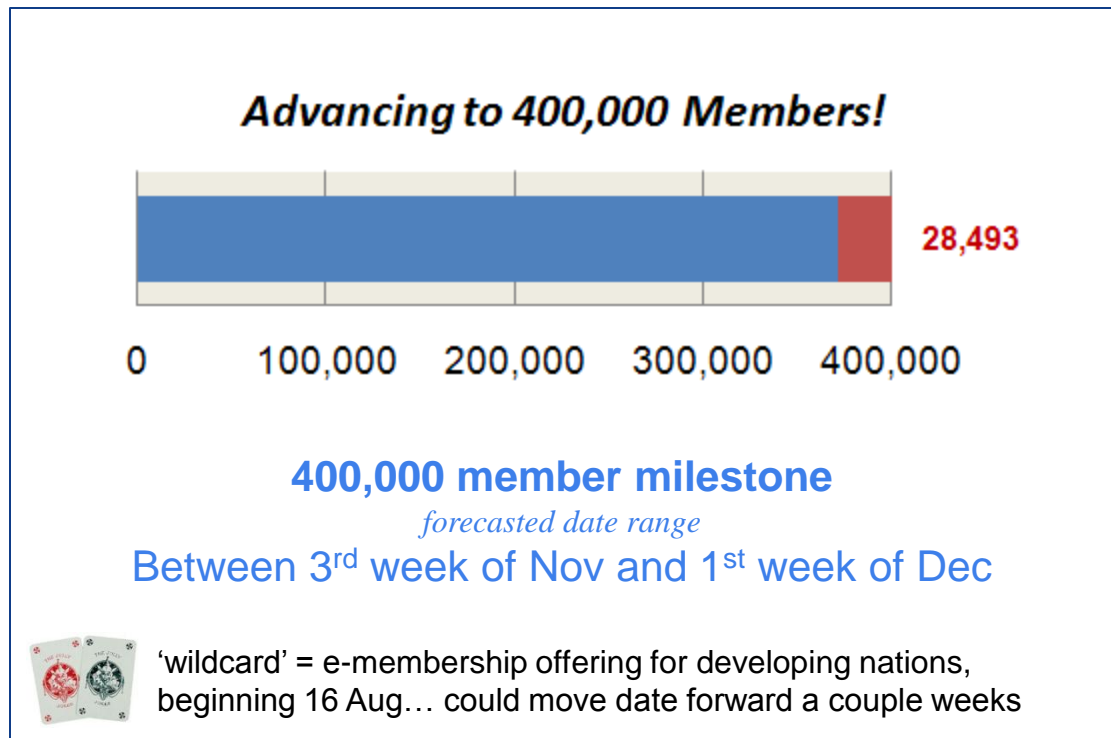 Advancing to 400,000 Members!
28,493
0 100,000 200,000 300,000 400,000
400,000 member milestone
forecasted date range
Between 3rd week of Nov and 1st week of Dec
‘wildcard’ = e-membership offering for developing nations,
beginning 16 Aug… could move date forward a couple weeks